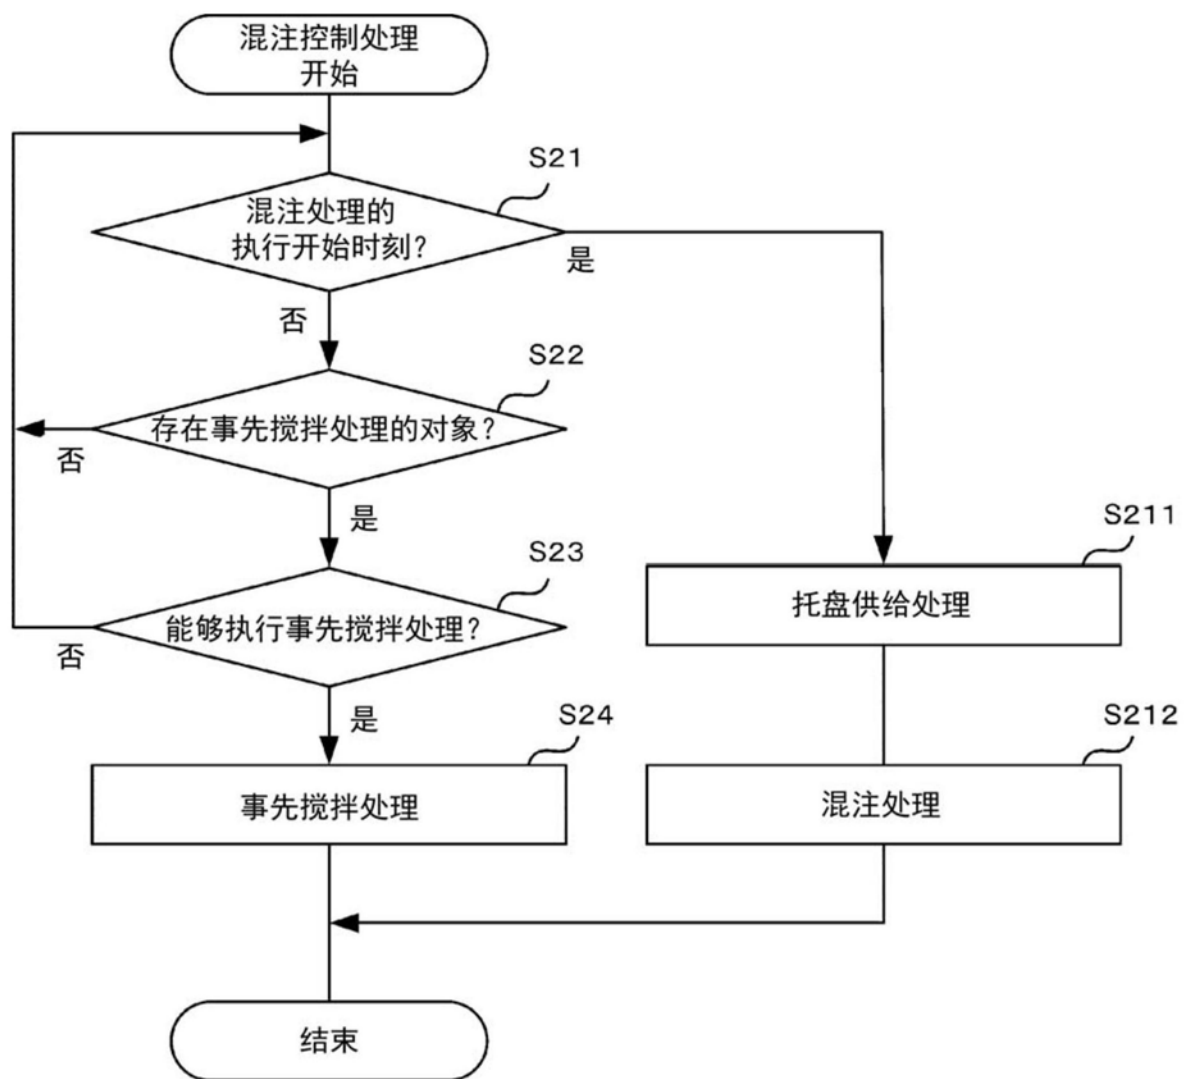 混注控制处理
开始
S21
混注处理的
执行开始时刻？
是
否
S22
存在事先搅拌处理的对象？
否
是
S23
能够执行事先搅拌处理？
否
是
S24
事先搅拌处理
S211
托盘供给处理
S212
混注处理
结束